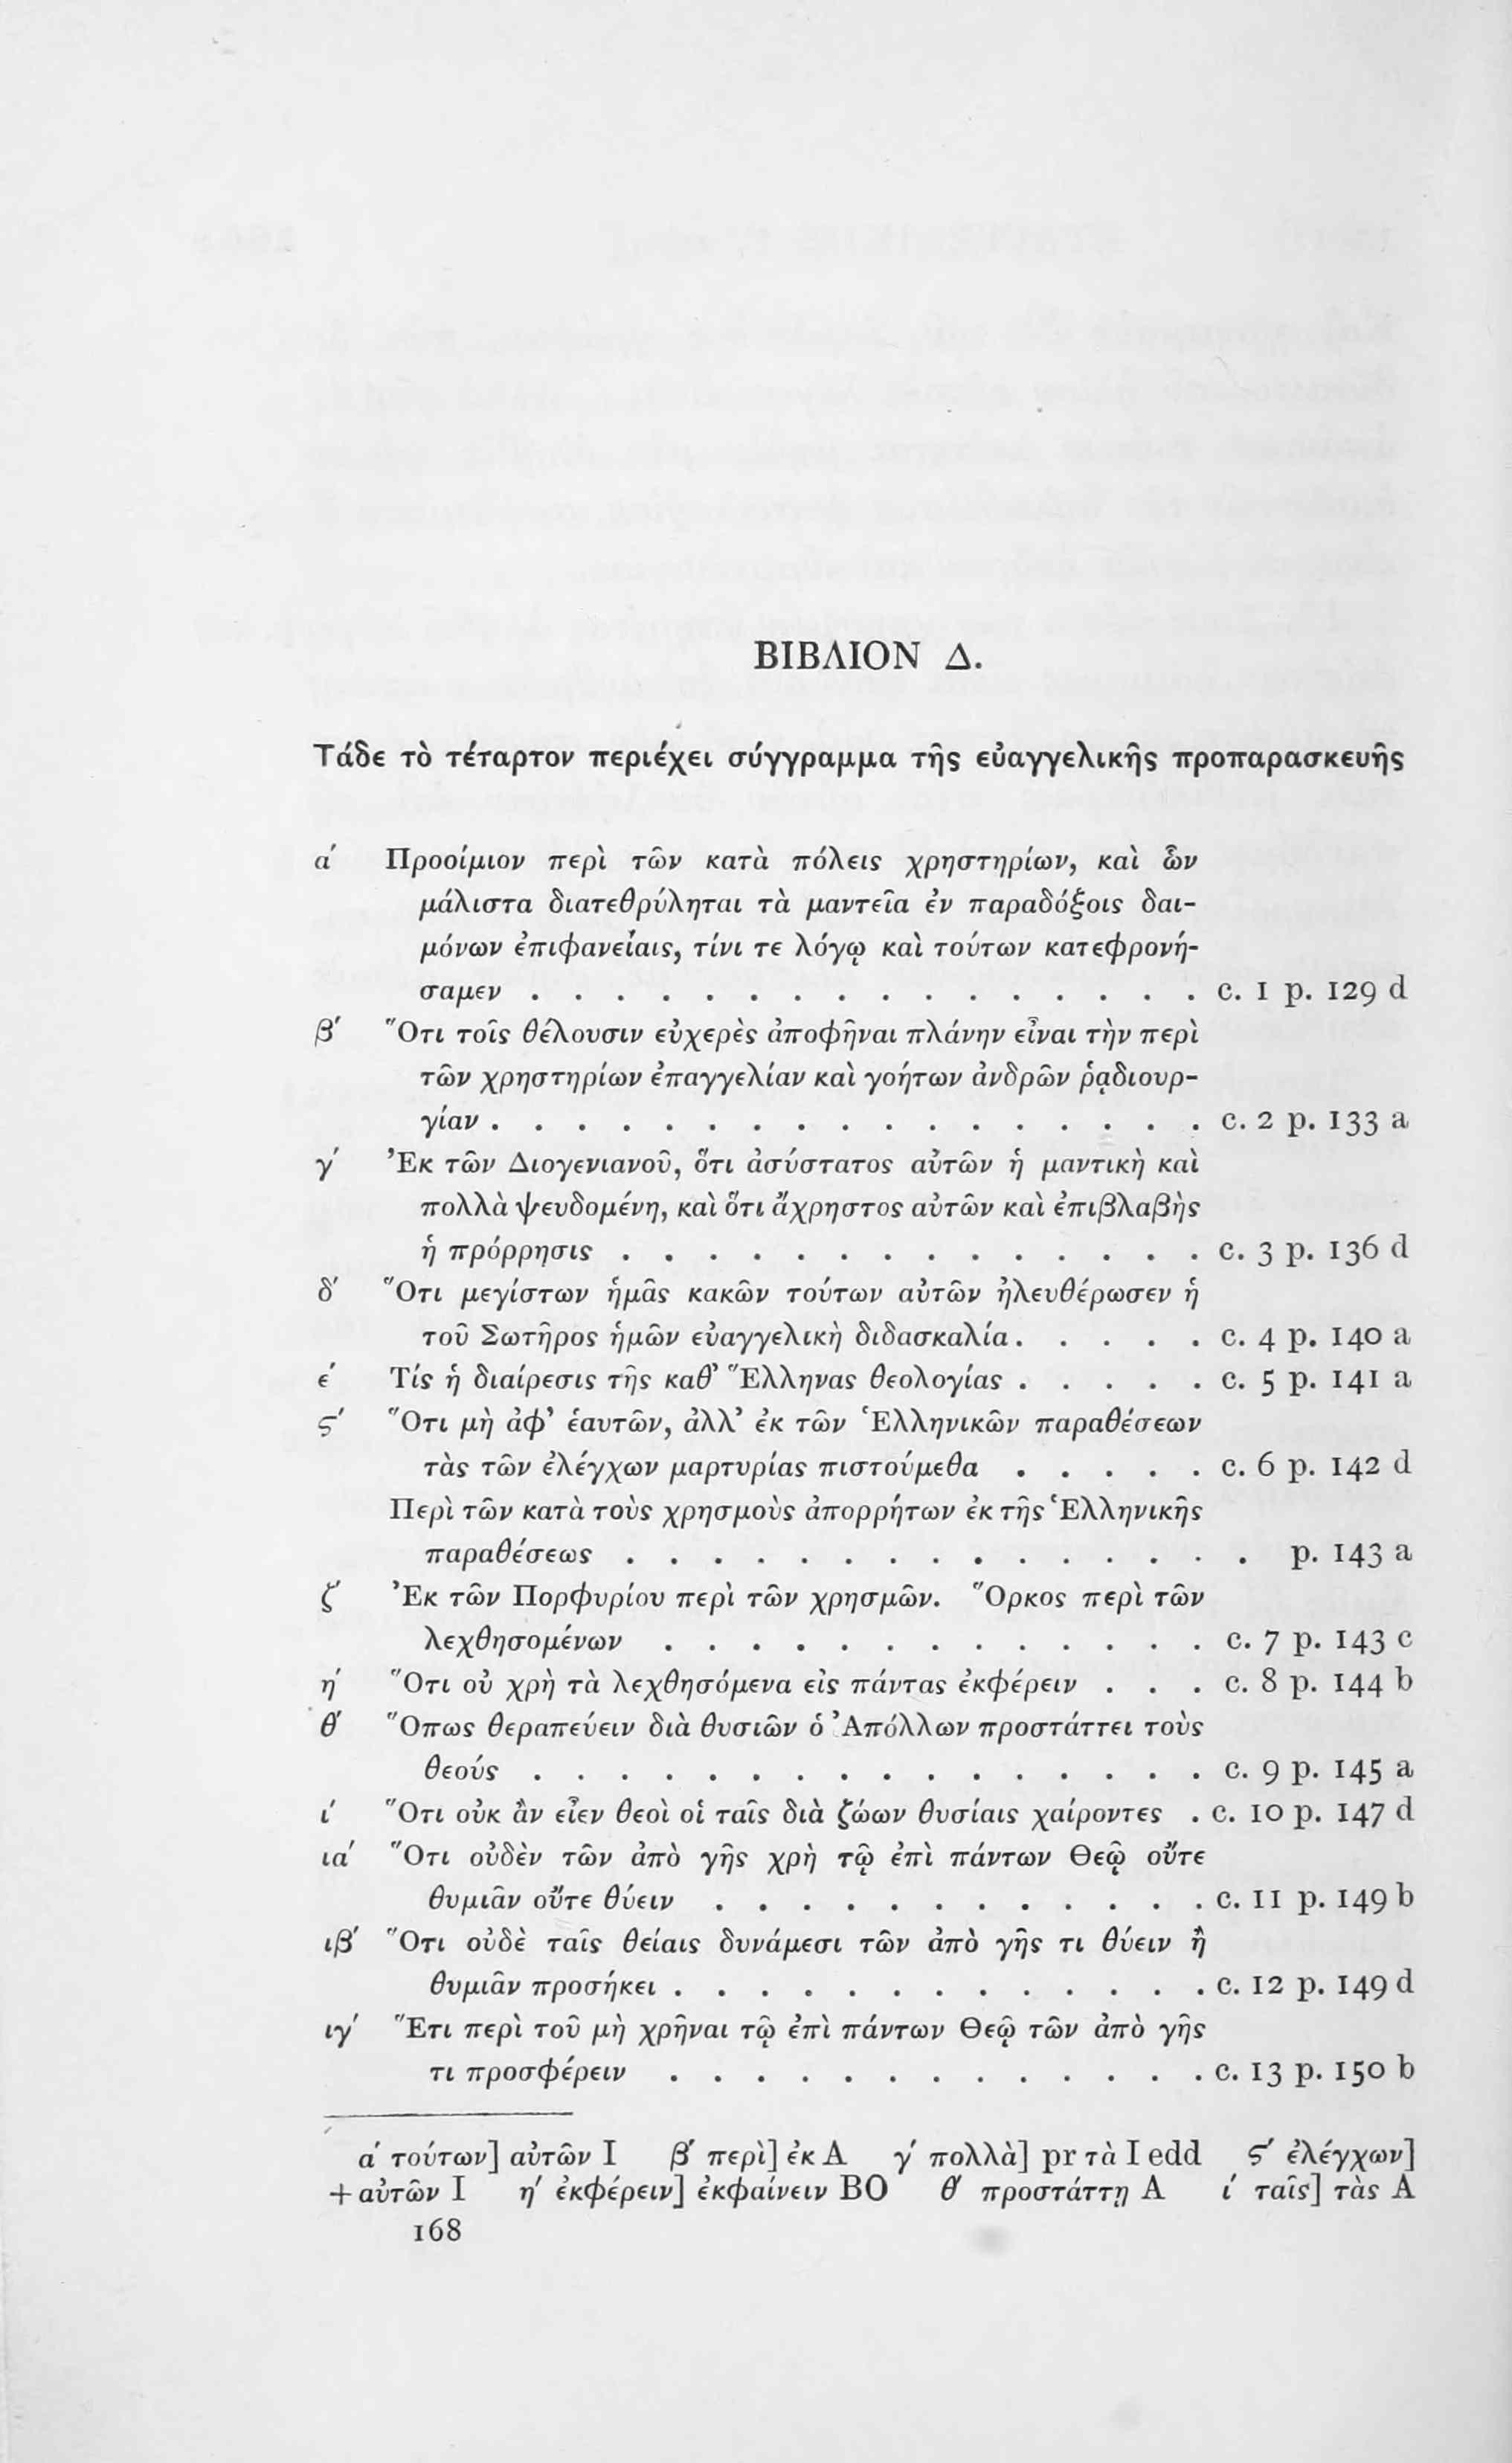 ΒΙΒΛΙΟΝ Δ.
Τάδε τὸ τέταρτον περιέχει σύγγραμμα τῆς εὐαγγελικῆς προπαρασκευῆς
α´ Προοίμιον περὶ τῶν κατὰ πόλεις χρηστηρίων, καὶ ὧν
μάλιστα διατεθρύληται τὰ μαντεῖα ἐν παραδόξοις δαι-
μόνων ἐπιφανείαις, τίνι τε λόγῳ καὶ τούτων κατεφρονή-
σαμεν . . . . . . . . . . . . . . . . c. 1 p. 129 d
β´ Ὅτι τοῖς θέλουσιν εὐχερὲς ἀποφῆναι πλάνην εἶναι τὴν περὶ
τῶν χρηστηρίων ἐπαγγελίαν καὶ γοήτων ἀνδρῶν ῥᾳδιουρ-
γίαν . . . . . . . . . . . . . . . . . c. 2 p. 133 a
γ´ Ἐκ τῶν Διογενιανοῦ, ὅτι ἀσύστατος αὐτῶν ἡ μαντικὴ καὶ
πολλὰ ψευδομένη, καὶ ὅτι ἄχρηστος αὐτῶν καὶ ἐπιβλαβὴς
ἡ πρόρρησις . . . . . . . . . . . . . . c. 3 p. 136 d
δ´ Ὅτι μεγίστων ἡμᾶς κακῶν τούτων αὐτῶν ἠλευθέρωσεν ἡ
τοῦ Σωτῆρος ἡμῶν εὐαγγελικὴ διδασκαλία . . . . . c. 4 p. 140 a
ε´ Τίς ἡ διαίρεσις τῆς καθ’ Ἕλληνας θεολογίας . . . . . c. 5 p. 141 a
ϛ´ Ὅτι μὴ ἀφ’ ἑαυτῶν, ἀλλ’ ἐκ τῶν Ἑλληνικῶν παραθέσεων
τὰς τῶν ἐλέγχων μαρτυρίας πιστούμεθα . . . . . c. 6 p. 142 d
Περὶ τῶν κατὰ τοὺς χρησμοὺς ἀπορρήτων ἐκ τῆς Ἑλληνικῆς
παραθέσεως . . . . . . . . . . . . . . . p. 143 a
ζ´ Ἐκ τῶν Πορφυρίου περὶ τῶν χρησμῶν. Ὅρκος περὶ τῶν
λεχθησομένων . . . . . . . . . . . . . c. 7 p. 143 c
η´ Ὅτι οὐ χρὴ τὰ λεχθησόμενα εἰς πάντας ἐκφέρειν . . . c. 8 p. 144 b
θ´ Ὅπως θεραπεύειν διὰ θυσιῶν ὁ Ἀπόλλων προστάττει τοὺς
θεούς . . . . . . . . . . . . . . . . c. 9 p. 145 a
ι´ Ὅτι οὐκ ἂν εἶεν θεοὶ οἱ ταῖς διὰ ζώων θυσίαις χαίροντες . c. 10 p. 147 d
ια´ Ὅτι οὐδὲν τῶν ἀπὸ γῆς χρὴ τῷ ἐπὶ πάντων Θεῷ οὔτε
θυμιᾶν οὔτε θύειν . . . . . . . . . . . . c. 11 p. 149 b
ιβ´ Ὅτι οὐδὲ ταῖς θείαις δυνάμεσι τῶν ἀπὸ γῆς τι θύειν ἢ
θυμιᾶν προσήκει . . . . . . . . . . . . . c. 12 p. 149 d
ιγ´ Ἔτι περὶ τοῦ μὴ χρῆναι τῷ ἐπὶ πάντων Θεῷ τῶν ἀπὸ γῆς
τι προσφέρειν . . . . . . . . . . . . . c. 13 p. 150 b
α´ τούτων] αὐτῶν I β´ περὶ] ἐκ A γ´ πολλὰ] pr τὰ I edd ϛ´ ἐλέγχων]
+ αὐτῶν I η´ ἐκφέρειν] ἐκφαίνειν BO θ´ προστάττῃ A ι´ ταῖς] τὰς A
168